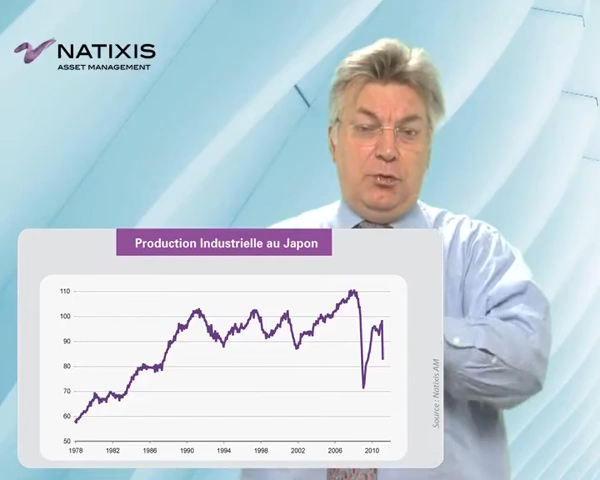 NATIXIS
ASSET MANAGEMENT
Production Industrielle au Japon
110
100
90
80
70
60
50
1978 1982 1986 1990 1994 1998 2002 2006 2010
Source : Natixis AM